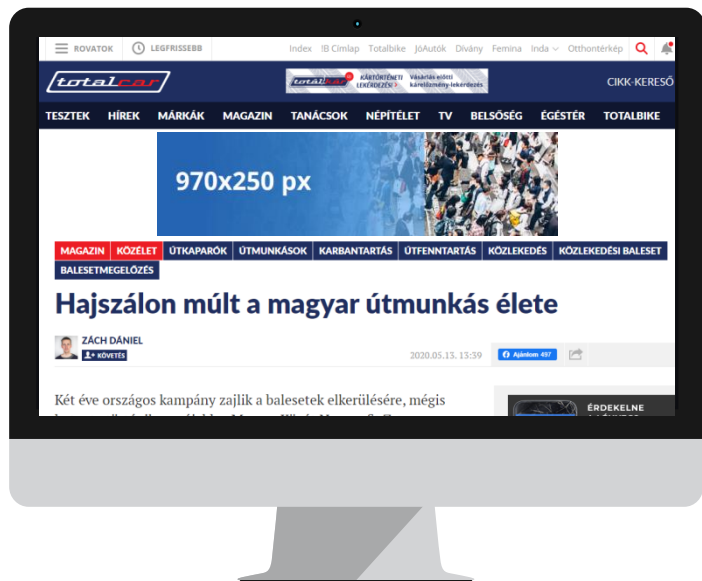 ROVATOK LEGFRISSEBB Index !B Címlap Totalbike JóAutók Dívány Femina Inda Otthontérkép
totalcar totalkár KÁRTÖRTÉNETI Vásárlás előtti CIKK-KERESŐ
LEKÉRDEZÉS! kárelőzmény-lekérdezés
TESZTEK HÍREK MÁRKÁK MAGAZIN TANÁCSOK NÉPÍTÉLET TV BELSŐSÉG ÉGÉSTÉR TOTALBIKE
970x250 px
MAGAZIN KÖZÉLET ÚTKAPARÓK ÚTMUNKÁSOK KARBANTARTÁS ÚTFENNTARTÁS KÖZLEKEDÉS KÖZLEKEDÉSI BALESET
BALESETMEGELŐZÉS
Hajszálon múlt a magyar útmunkás élete
ZÁCH DÁNIEL
KÖVETÉS 2020.05.13. 13:39 Ajánlom 497
Két éve országos kampány zajlik a balesetek elkerülésére, mégis
ÉRDEKELNE